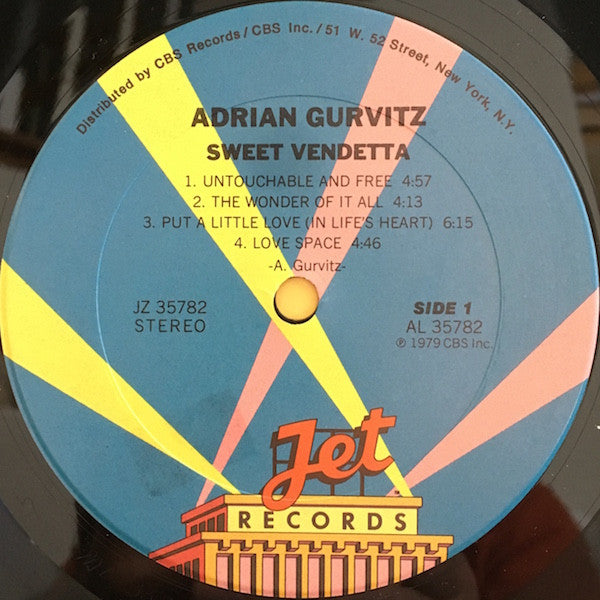 Distributed by CBS Records/CBS Inc./51 W. 52 Street, New York, N.Y.
ADRIAN GURVITZ
SWEET VENDETTA
1. UNTOUCHABLE AND FREE 4:57
2. THE WONDER OF IT ALL 4:13
3. PUT A LITTLE LOVE (IN LIFE'S HEART) 6:15
4. LOVE SPACE 4:46
-A. Gurvitz-
JZ 35782
STEREO
SIDE 1
AL 35782
℗ 1979 CBS Inc.
Jet
RECORDS